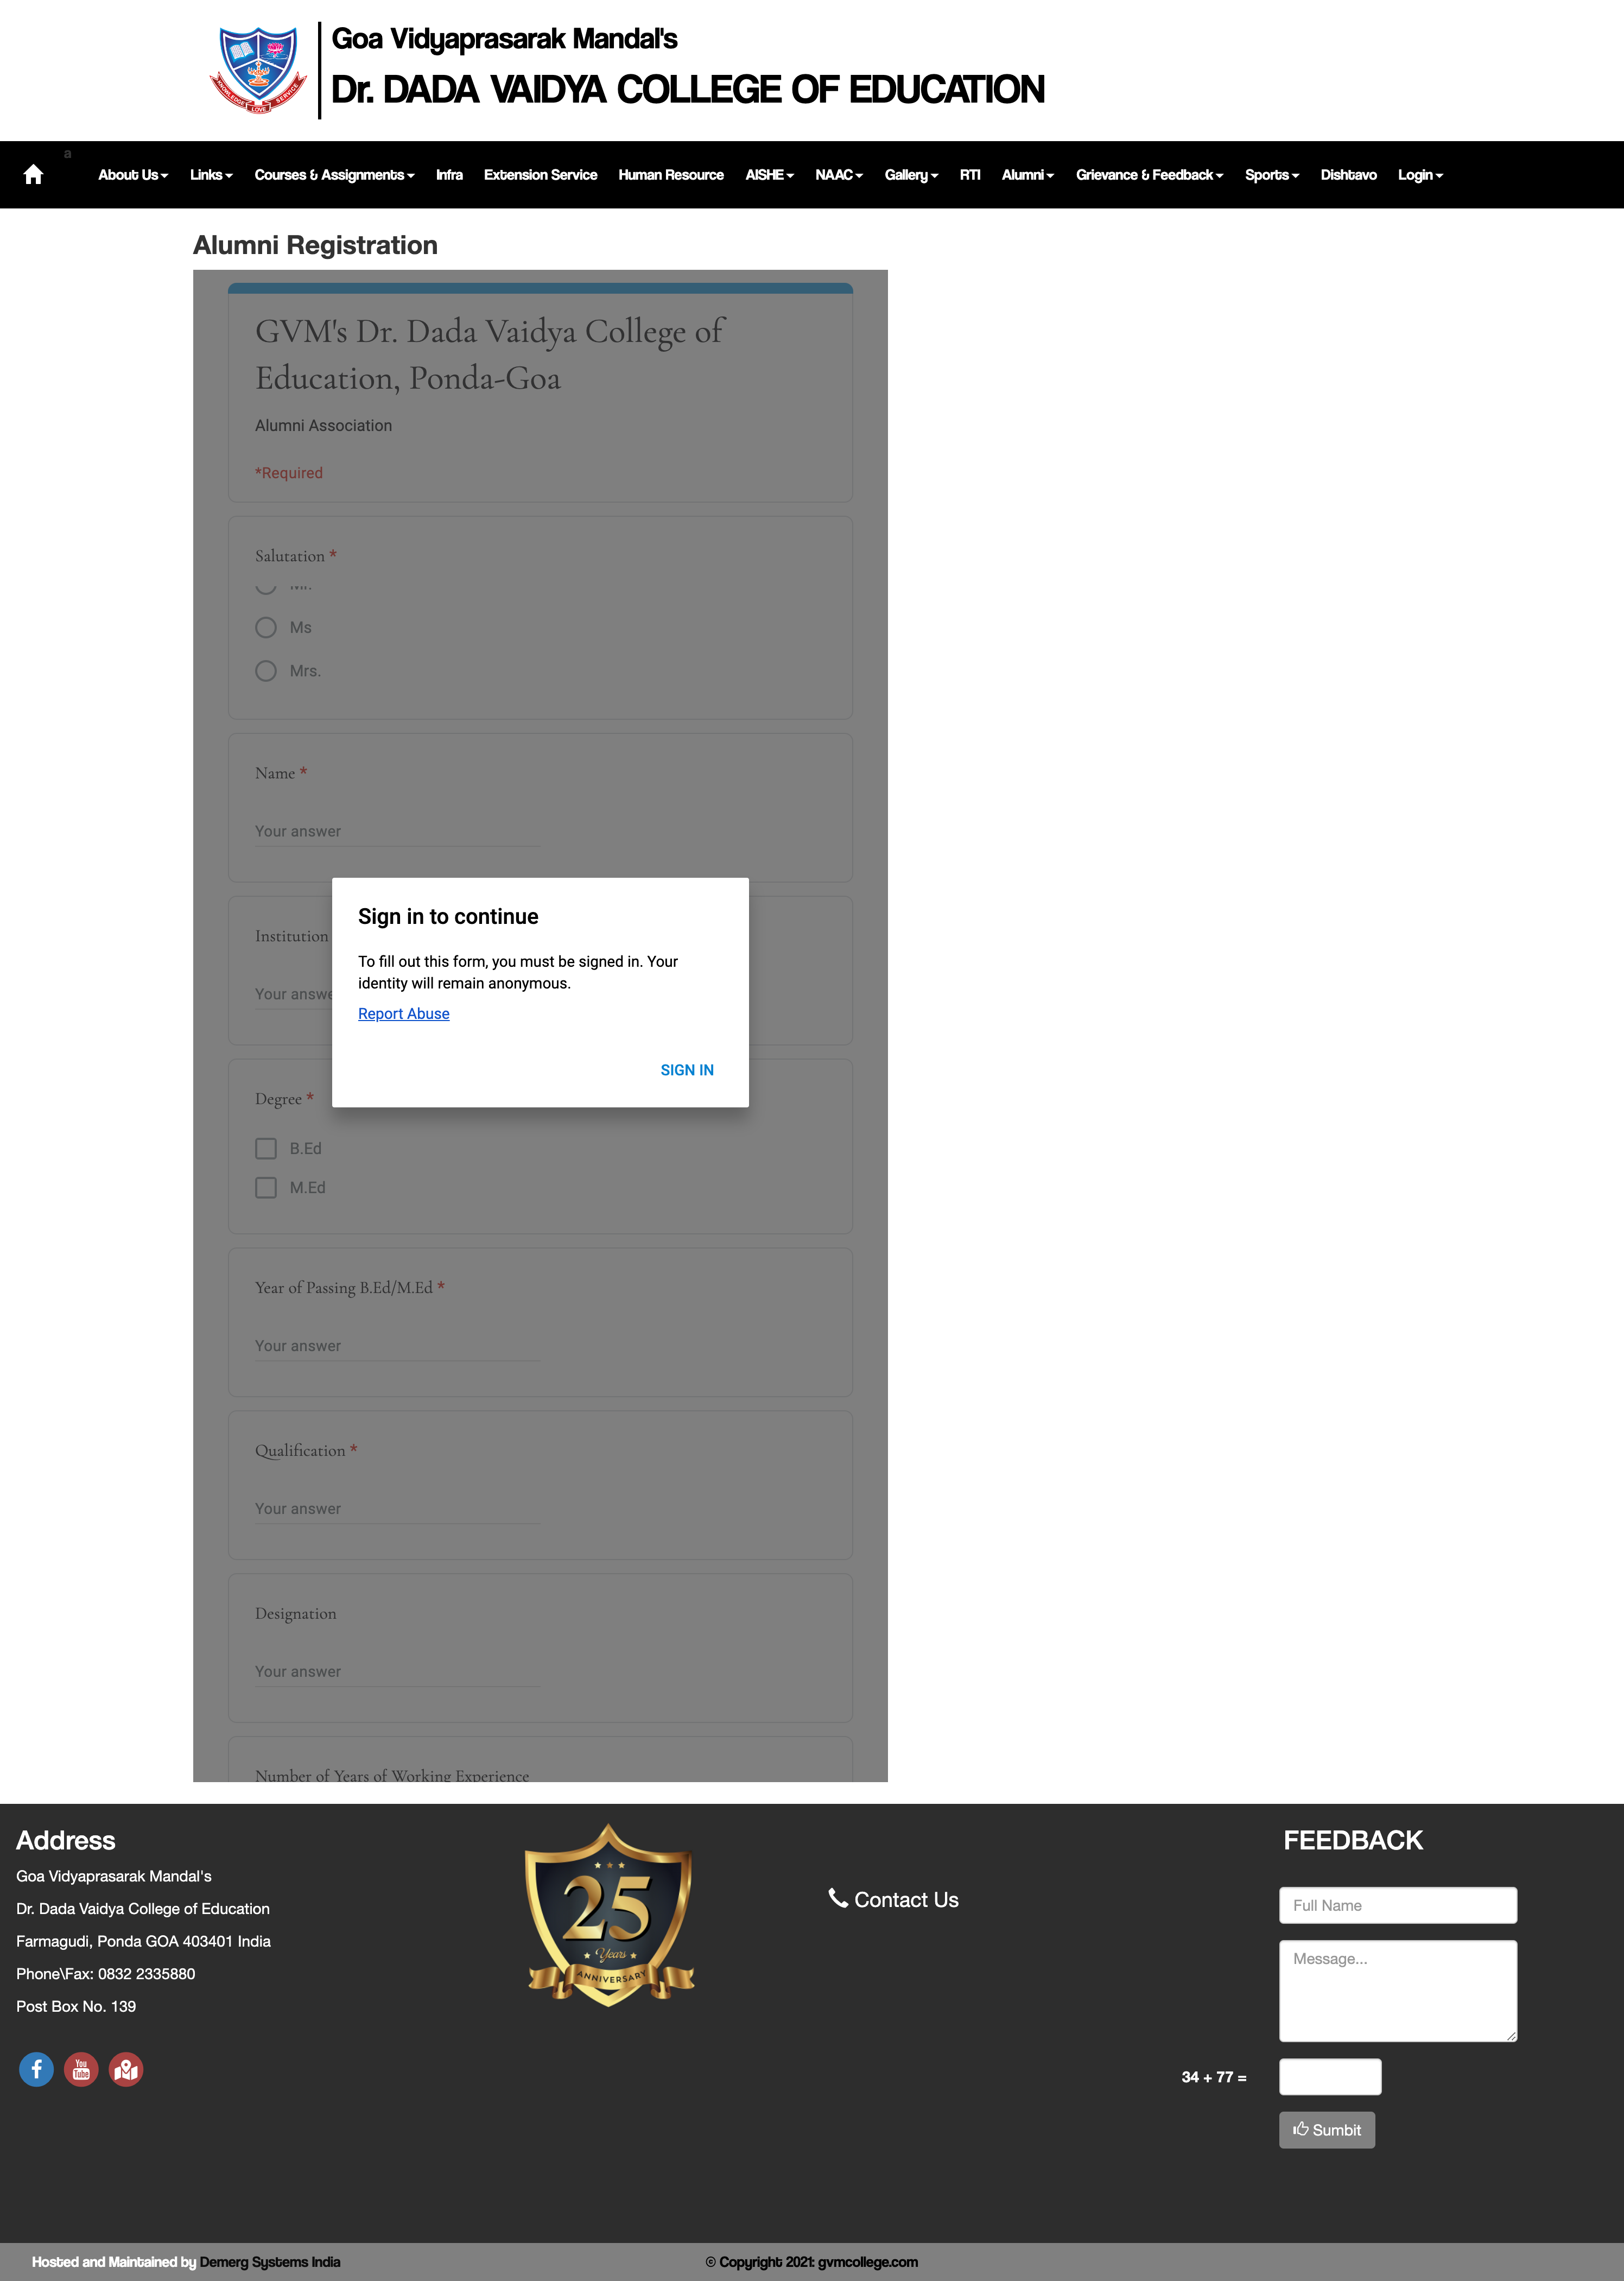 KNOWLEDGE LOVE SERVICE
Goa Vidyaprasarak Mandal's
Dr. DADA VAIDYA COLLEGE OF EDUCATION
a
About Us Links Courses & Assignments Infra Extension Service Human Resource AISHE NAAC Gallery RTI Alumni Grievance & Feedback Sports Dishtavo Login
Alumni Registration
GVM's Dr. Dada Vaidya College of
Education, Ponda-Goa
Alumni Association
*Required
Salutation *
Mr.
Ms
Mrs.
Name *
Your answer
Institution
Your answe
Sign in to continue
To fill out this form, you must be signed in. Your
identity will remain anonymous.
Report Abuse
SIGN IN
Degree *
B.Ed
M.Ed
Year of Passing B.Ed/M.Ed *
Your answer
Qualification *
Your answer
Designation
Your answer
Number of Years of Working Experience
Address
Goa Vidyaprasarak Mandal's
Dr. Dada Vaidya College of Education
Farmagudi, Ponda GOA 403401 India
Phone\Fax: 0832 2335880
Post Box No. 139
You
Tube
25
Years
ANNIVERSARY
Contact Us
FEEDBACK
Full Name
Message...
34 + 77 =
Sumbit
Hosted and Maintained by Demerg Systems India
© Copyright 2021: gvmcollege.com